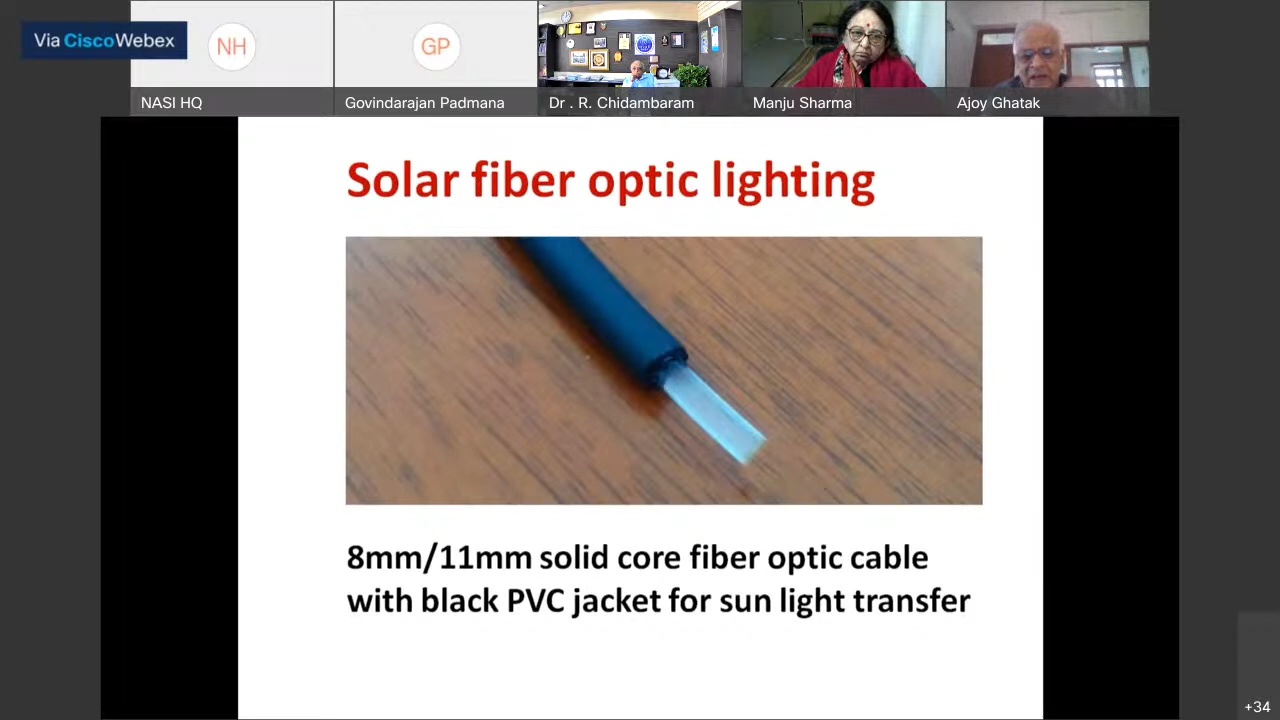 Via Cisco Webex
NH
GP
NASI HQ
Govindarajan Padmana
Dr . R. Chidambaram
Manju Sharma
Ajoy Ghatak
Solar fiber optic lighting
8mm/11mm solid core fiber optic cable
with black PVC jacket for sun light transfer
+34